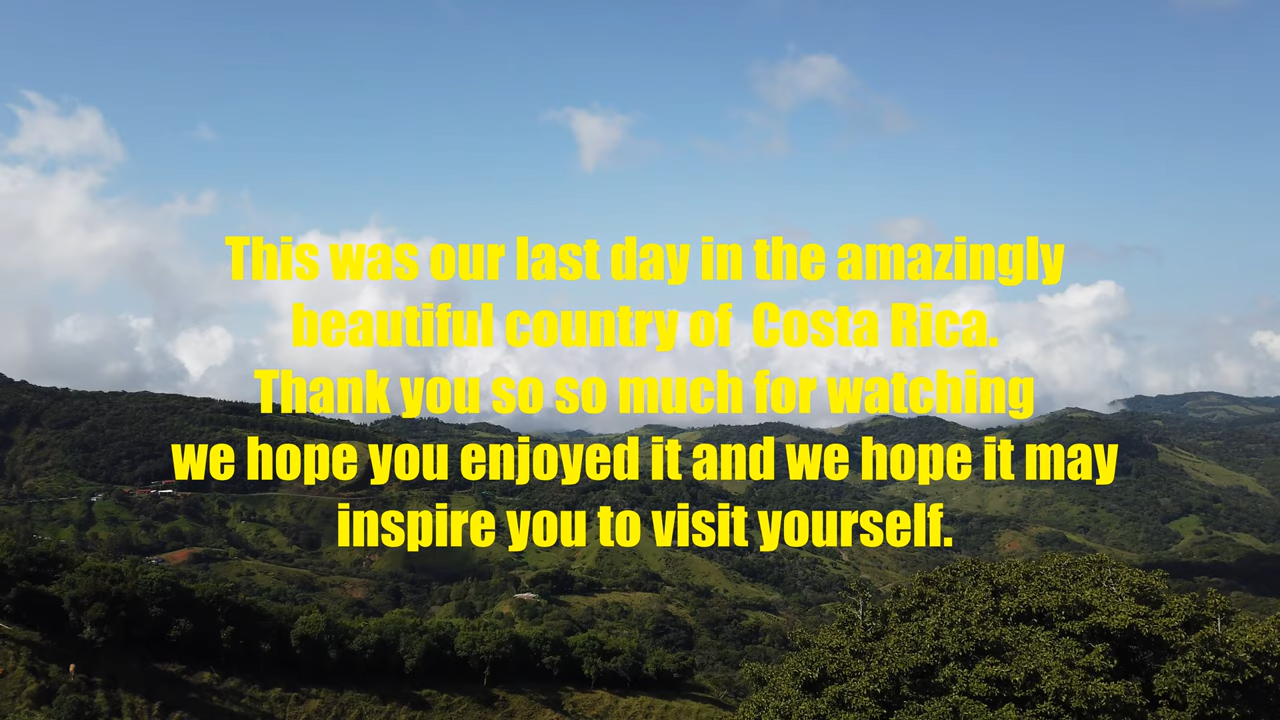 This was our last day in the amazingly
beautiful country of  Costa Rica.
Thank you so so much for watching
we hope you enjoyed it and we hope it may
inspire you to visit yourself.